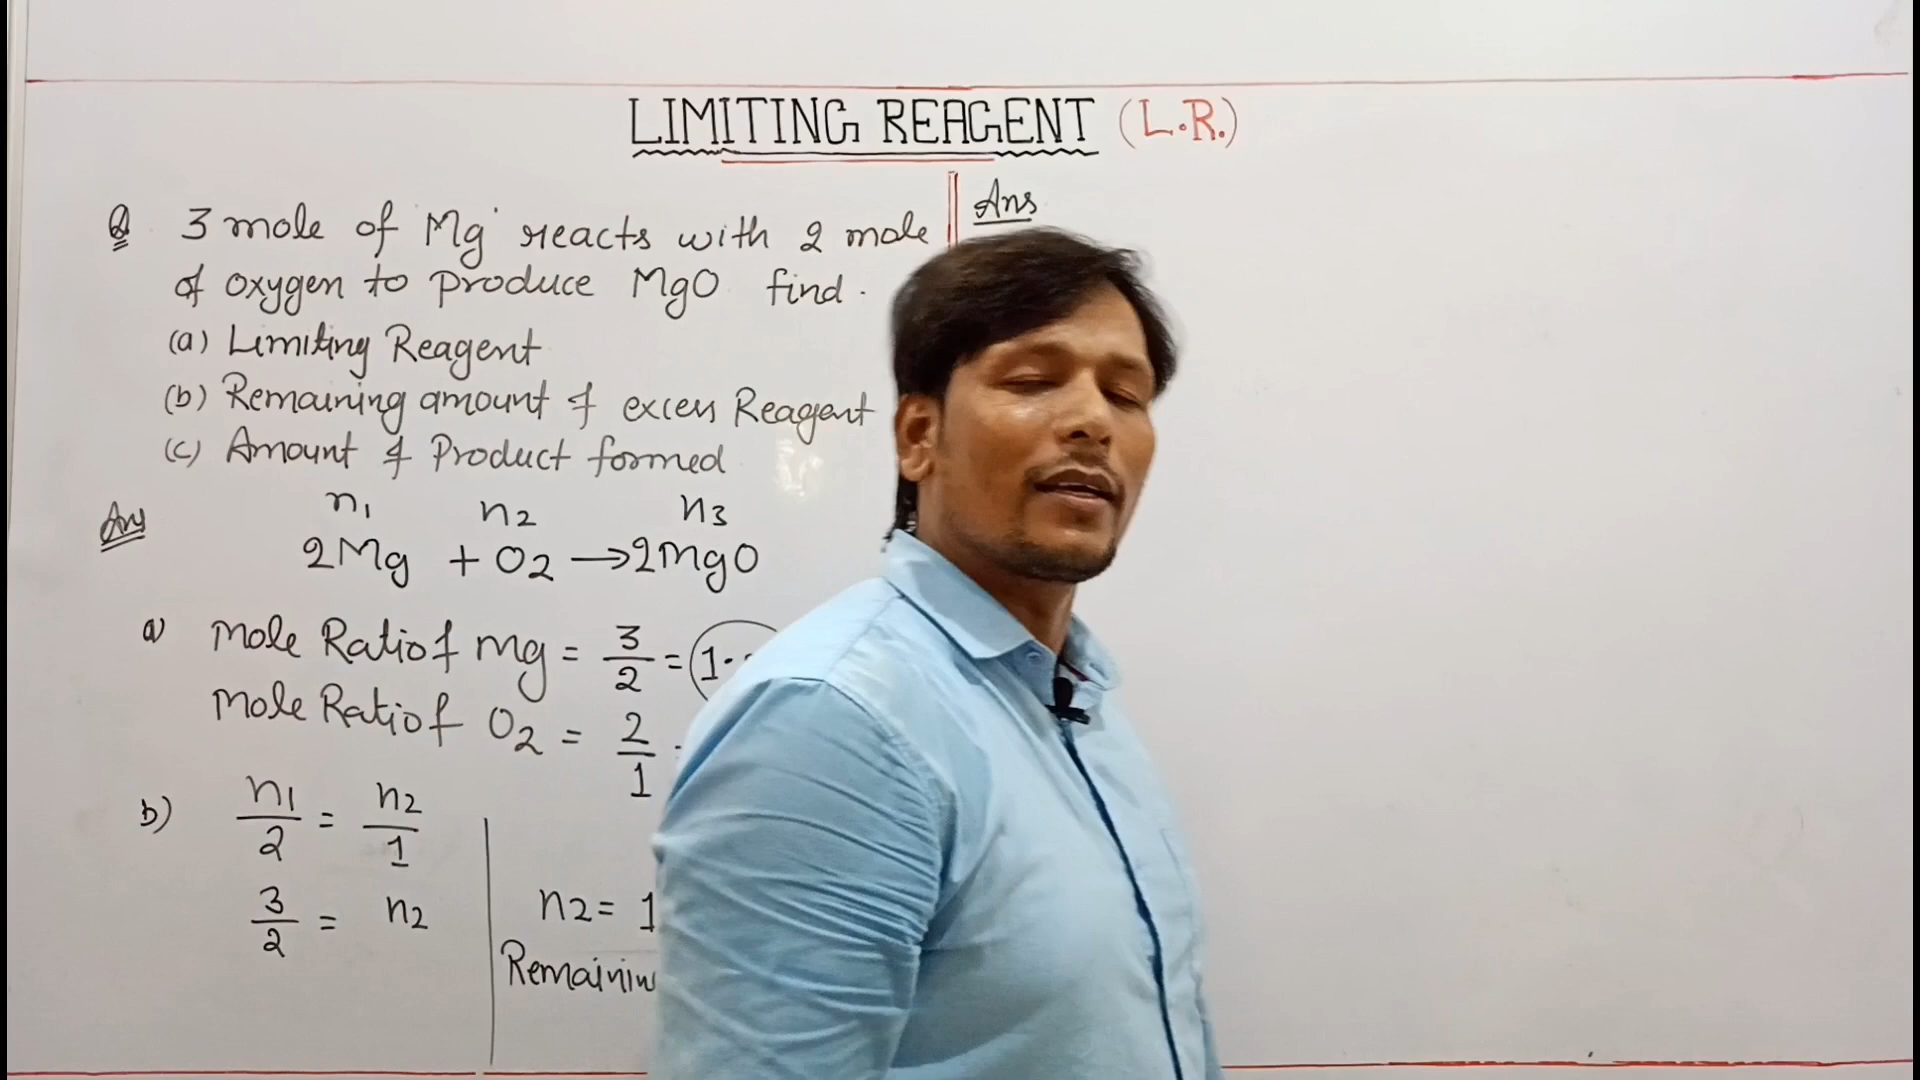 LIMITING REAGENT (L.R.)
Q 3 mole of Mg reacts with 2 mole
of oxygen to produce MgO find.
(a) Limiting Reagent
(b) Remaining amount of excess Reagent
(c) Amount of Product formed
Ans
n1 n2 n3
2Mg + O2 → 2MgO
a) Mole Ratio of Mg = 3/2 = 1.
Mole Ratio of O2 = 2/1
b) n1/2 = n2/1
3/2 = n2
n2 = 1
Remainin
Ans